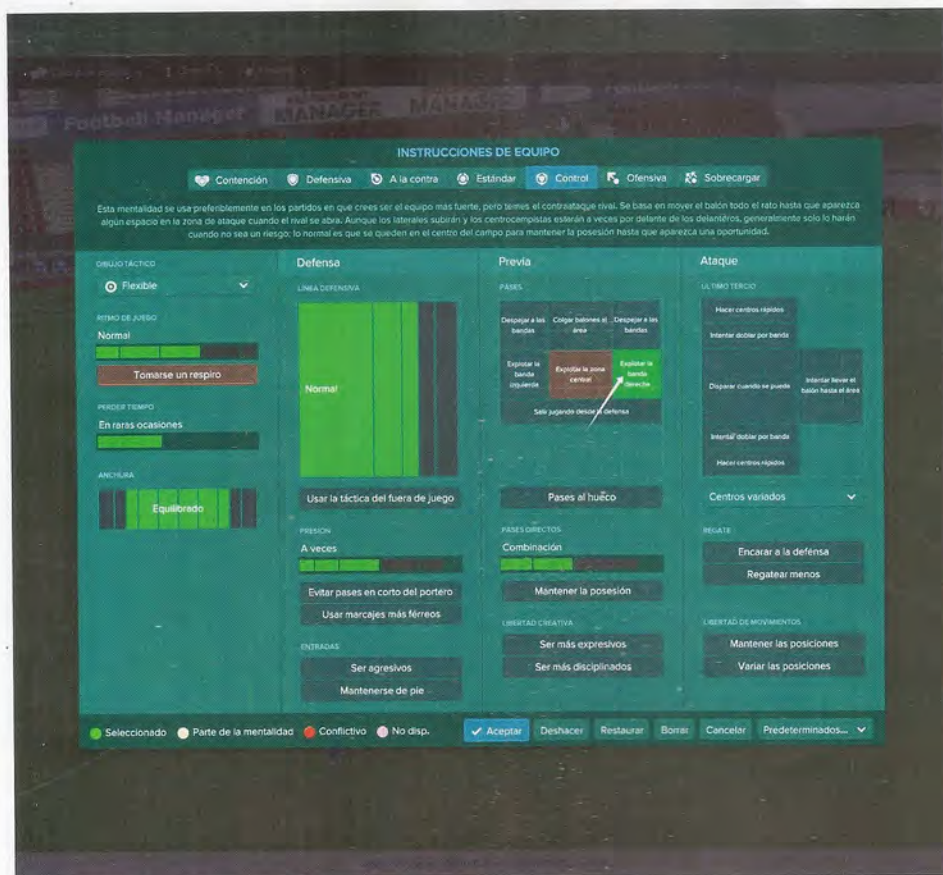 Football Manager
MANAGER
MANAGER
INSTRUCCIONES DE EQUIPO
Contención Defensiva A la contra Estándar Control Ofensiva Sobrecargar
Esta mentalidad se usa preferiblemente en los partidos en que crees ser el equipo más fuerte, pero temes el contraataque rival. Se basa en mover el balón todo el rato hasta que aparezca
algún espacio en la zona de ataque cuando el rival se abra. Aunque los laterales subirán y los centrocampistas estarán a veces por delante de los delantéros, generalmente solo lo harán
cuando no sea un riesgo; lo normal es que se queden en el centro del campo para mantener la posesión hasta que aparezca una oportunidad.
DIBUJO TÁCTICO
Flexible
RITMO DE JUEGO
Normal
Tomarse un respiro
PERDER TIEMPO
En raras ocasiones
ANCHURA
Equilibrado
Defensa
LÍNEA DEFENSIVA
Normal
Usar la táctica del fuera de juego
PRESIÓN
A veces
Evitar pases en corto del portero
Usar marcajes más férreos
ENTRADAS
Ser agresivos
Mantenerse de pie
Previa
PASES
Despejar a las
bandas
Colgar balones al
área
Despejar a las
bandas
Explotar la
banda
izquierda
Explotar la zona
central
Explotar la
banda
derecha
Salir jugando desde la defensa
Pases al hueco
PASES DIRECTOS
Combinación
Mantener la posesión
LIBERTAD CREATIVA
Ser más expresivos
Ser más disciplinados
Ataque
ÚLTIMO TERCIO
Hacer centros rápidos
Intentar doblar por banda
Disparar cuando se pueda
Intentar llevar el
balón hasta el área
Intentar doblar por banda
Hacer centros rápidos
Centros variados
REGATE
Encarar a la defensa
Regatear menos
LIBERTAD DE MOVIMIENTOS
Mantener las posiciones
Variar las posiciones
Seleccionado Parte de la mentalidad Conflictivo No disp. Aceptar Deshacer Restaurar Borrar Cancelar Predeterminados...